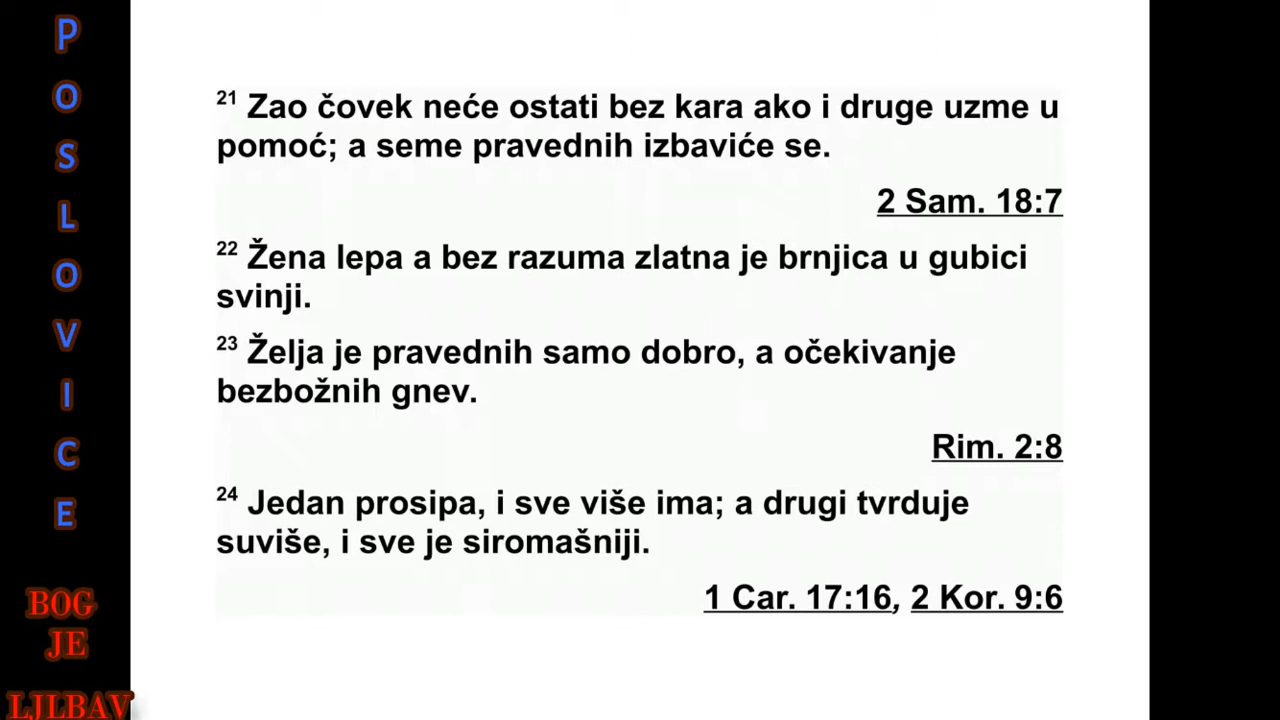 P
O
S
L
O
V
I
C
E
BOG
JE
LJLBAV
21 Zao čovek neće ostati bez kara ako i druge uzme u
pomoć; a seme pravednih izbaviće se.
2 Sam. 18:7
22 Žena lepa a bez razuma zlatna je brnjica u gubici
svinji.
23 Želja je pravednih samo dobro, a očekivanje
bezbožnih gnev.
Rim. 2:8
24 Jedan prosipa, i sve više ima; a drugi tvrduje
suviše, i sve je siromašniji.
1 Car. 17:16, 2 Kor. 9:6